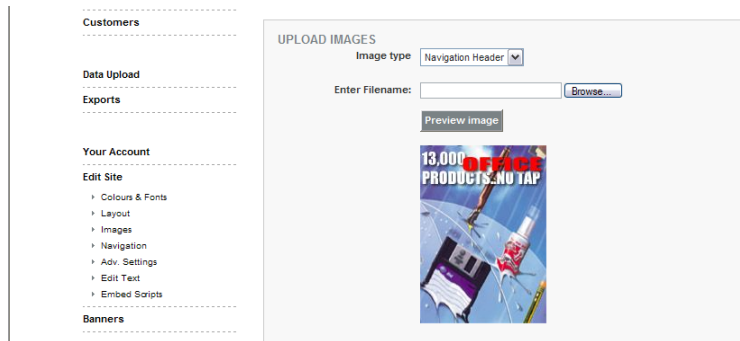 Customers
Data Upload
Exports
Your Account
Edit Site
Colours & Fonts
Layout
Images
Navigation
Adv. Settings
Edit Text
Embed Scripts
Banners
UPLOAD IMAGES
Image type Navigation Header
Enter Filename: Browse...
Preview image
13,000 OFFICE
PRODUCTS..NO TAP